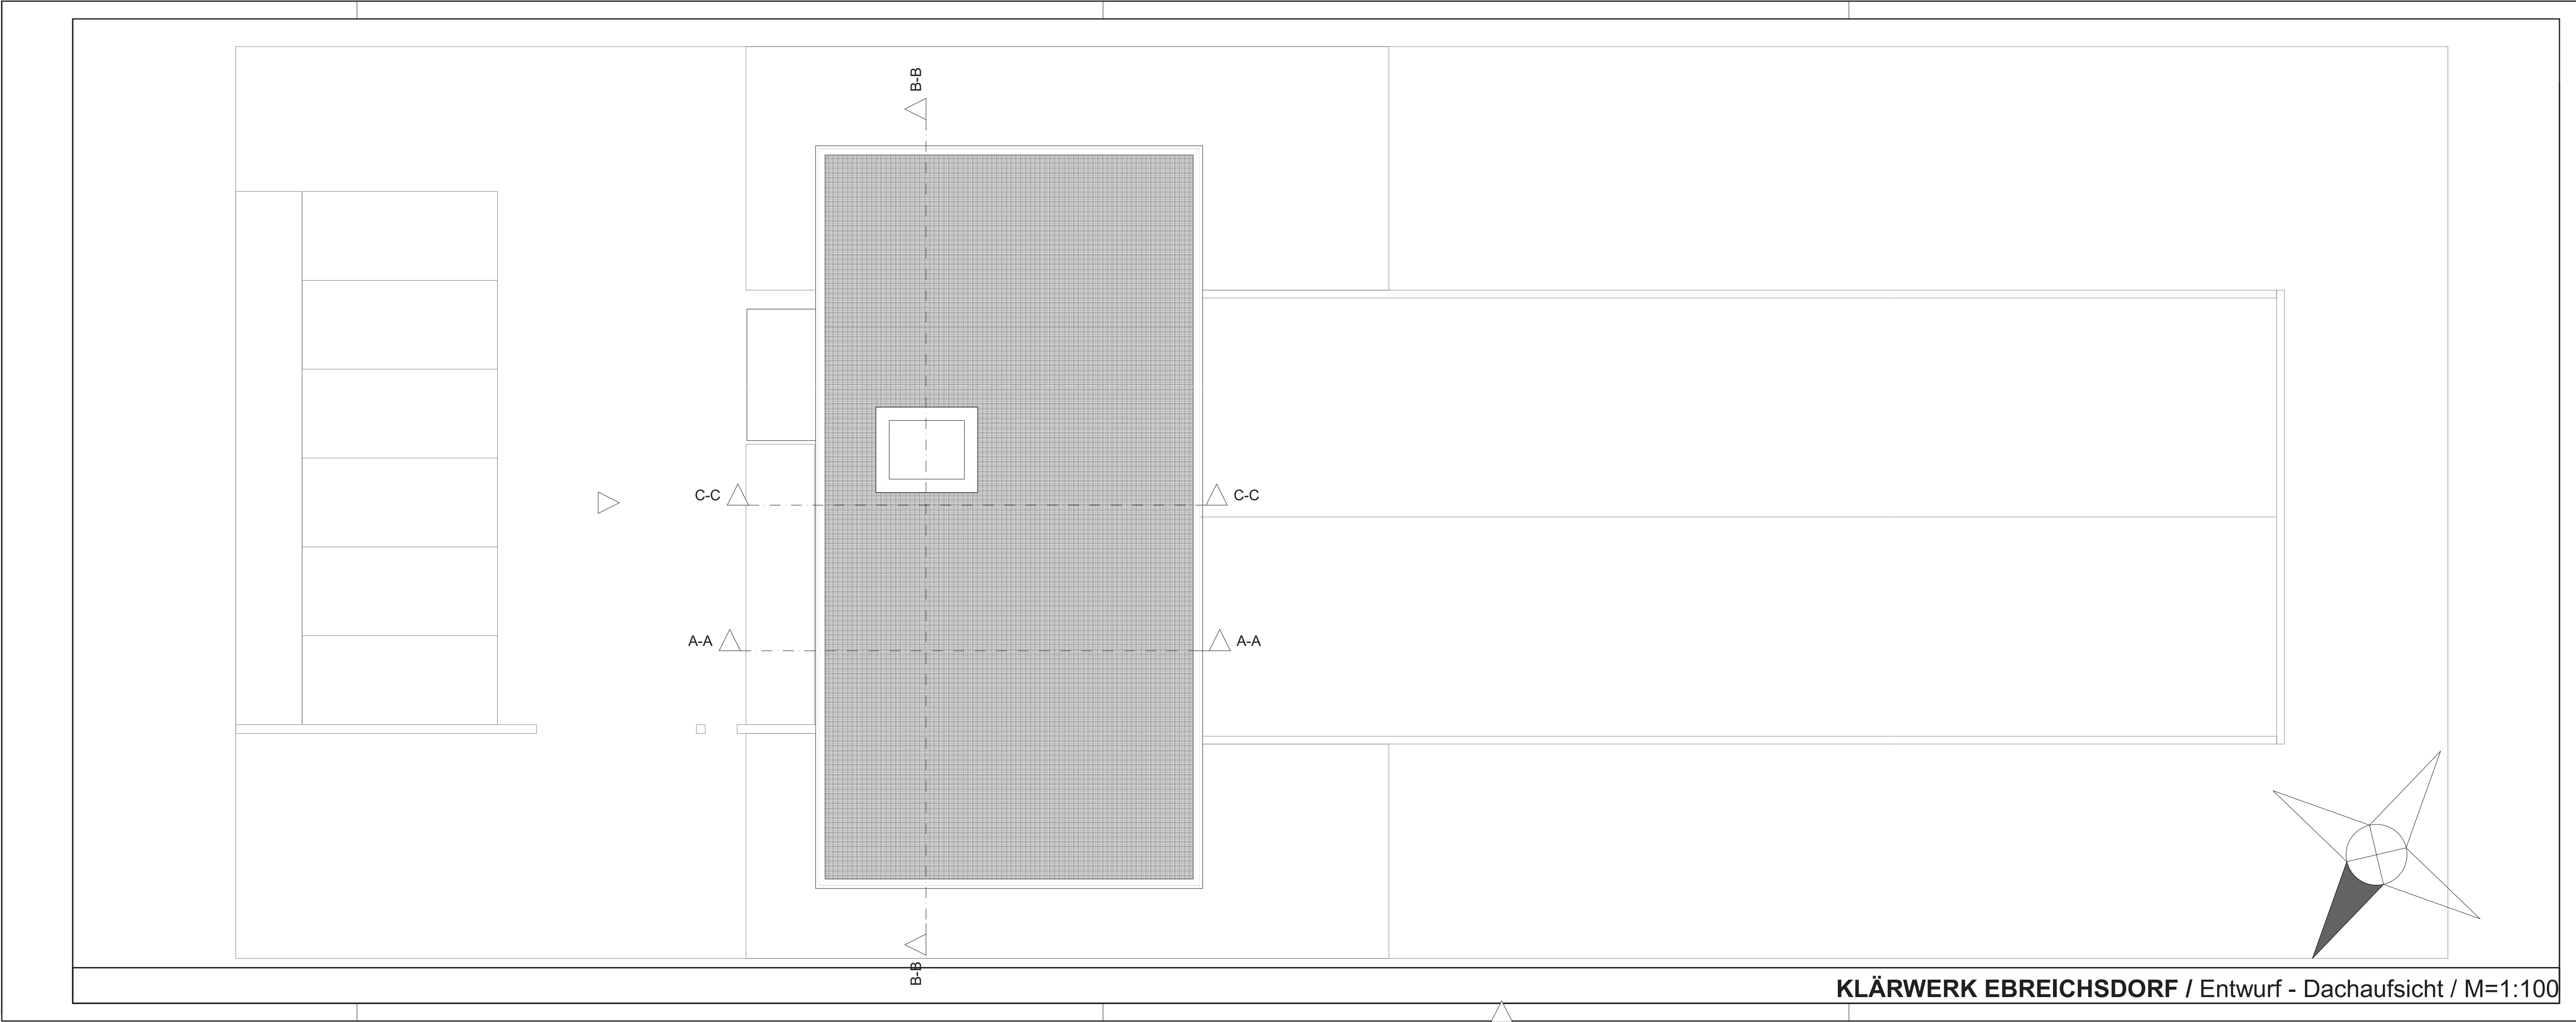 B-B
C-C
C-C
A-A
A-A
B-B
KLÄRWERK EBREICHSDORF / Entwurf - Dachaufsicht / M=1:100